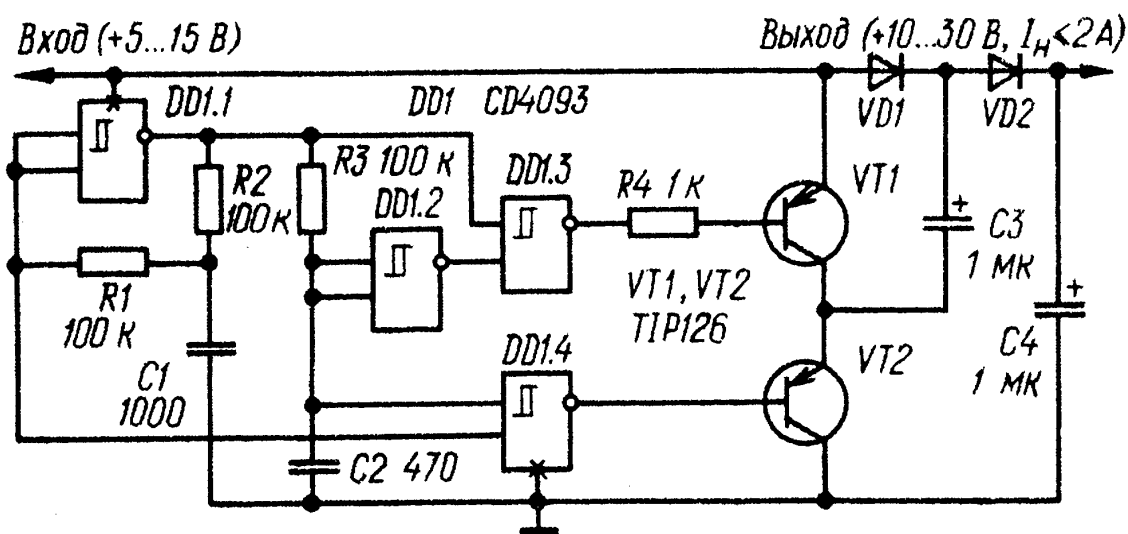 Вход (+5...15 В)
Выход (+10...30 В, Iн<2А)
DD1.1
DD1 CD4093
VD1
VD2
R2
100 к
R3 100 к
DD1.2
DD1.3
R4 1 к
VT1
C3
1 мк
R1
100 к
VT1, VT2
TIP126
C1
1000
DD1.4
VT2
C4
1 мк
C2 470